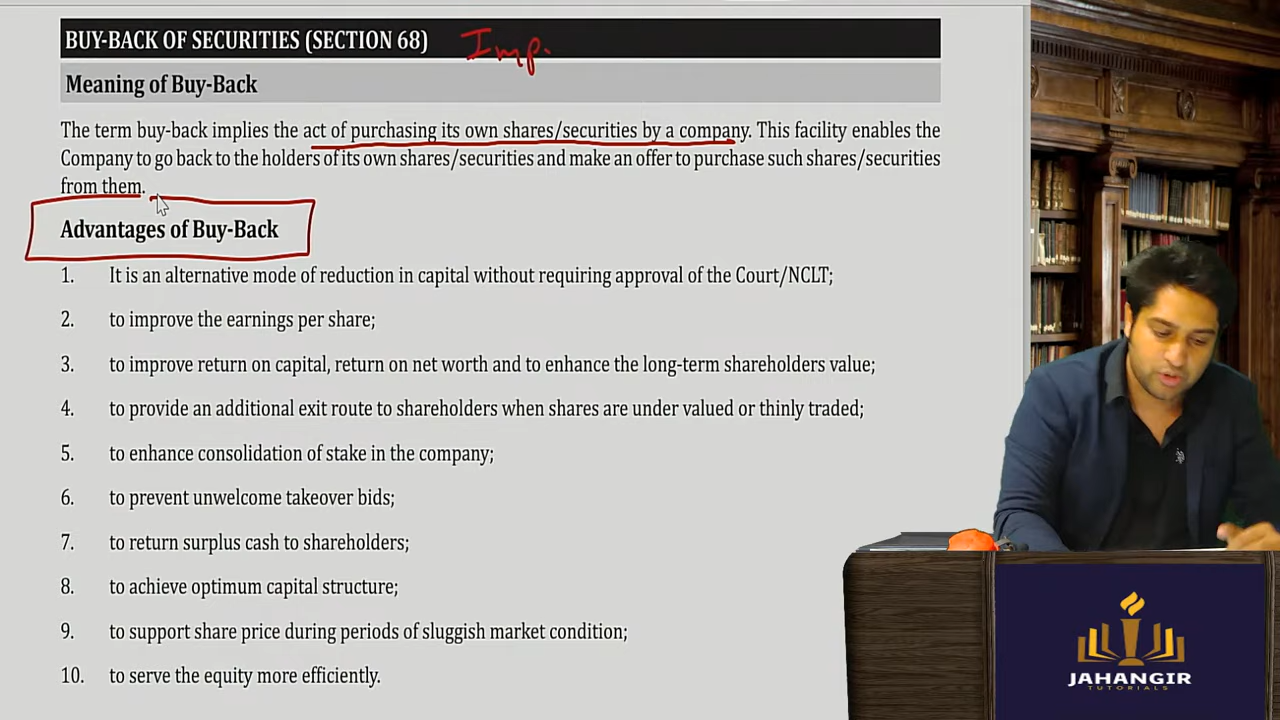 BUY-BACK OF SECURITIES (SECTION 68) Imp.
Meaning of Buy-Back
The term buy-back implies the act of purchasing its own shares/securities by a company. This facility enables the
Company to go back to the holders of its own shares/securities and make an offer to purchase such shares/securities
from them.
Advantages of Buy-Back
1. It is an alternative mode of reduction in capital without requiring approval of the Court/NCLT;
2. to improve the earnings per share;
3. to improve return on capital, return on net worth and to enhance the long-term shareholders value;
4. to provide an additional exit route to shareholders when shares are under valued or thinly traded;
5. to enhance consolidation of stake in the company;
6. to prevent unwelcome takeover bids;
7. to return surplus cash to shareholders;
8. to achieve optimum capital structure;
9. to support share price during periods of sluggish market condition;
10. to serve the equity more efficiently.
JAHANGIR
TUTORIALS